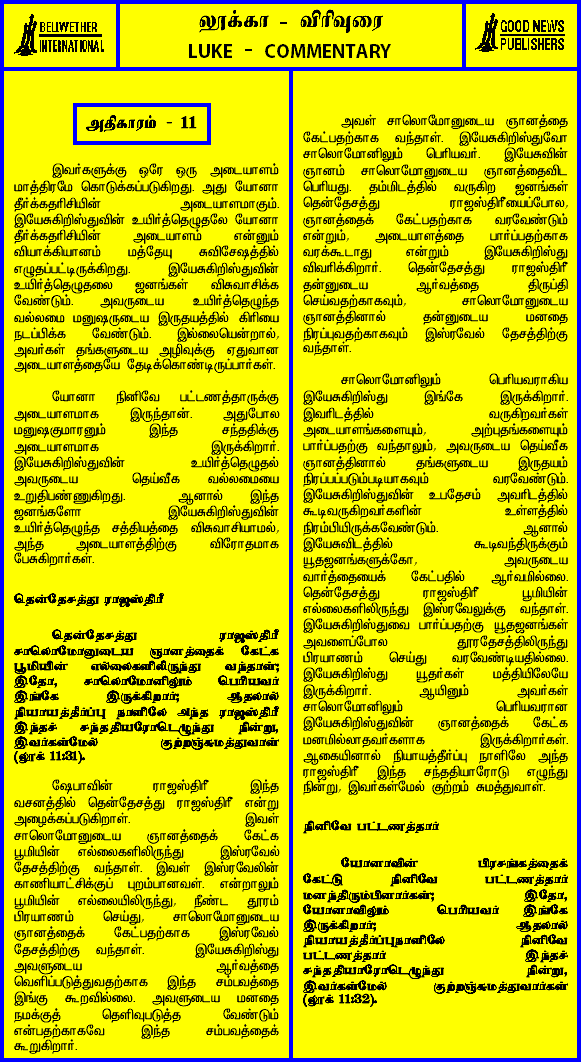 BELLWETHER
INTERNATIONAL
லூக்கா - விரிவுரை
LUKE - COMMENTARY
GOOD NEWS
PUBLISHERS
அதிகாரம் - 11
இவர்களுக்கு ஒரே ஒரு அடையாளம்
மாத்திரமே கொடுக்கப்படுகிறது. அது யோனா
தீர்க்கதரிசியின் அடையாளமாகும்.
இயேசுகிறிஸ்துவின் உயிர்த்தெழுதலே யோனா
தீர்க்கதரிசியின் அடையாளம் என்னும்
வியாக்கியானம் மத்தேயு சுவிசேஷத்தில்
எழுதப்பட்டிருக்கிறது. இயேசுகிறிஸ்துவின்
உயிர்த்தெழுதலை ஜனங்கள் விசுவாசிக்க
வேண்டும். அவருடைய உயிர்த்தெழுந்த
வல்லமை மனுஷருடைய இருதயத்தில் கிரியை
நடப்பிக்க வேண்டும். இல்லையென்றால்,
அவர்கள் தங்களுடைய அழிவுக்கு ஏதுவான
அடையாளத்தையே தேடிக்கொண்டிருப்பார்கள்.
யோனா நினிவே பட்டணத்தாருக்கு
அடையாளமாக இருந்தான். அதுபோல
மனுஷகுமாரனும் இந்த சந்ததிக்கு
அடையாளமாக இருக்கிறார்.
இயேசுகிறிஸ்துவின் உயிர்த்தெழுதல்
அவருடைய தெய்வீக வல்லமையை
உறுதிபண்ணுகிறது. ஆனால் இந்த
ஜனங்களோ இயேசுகிறிஸ்துவின்
உயிர்த்தெழுந்த சத்தியத்தை விசுவாசியாமல்,
அந்த அடையாளத்திற்கு விரோதமாக
பேசுகிறார்கள்.
தென்தேசத்து ராஜஸ்திரீ
தென்தேசத்து ராஜஸ்திரீ
சாலொமோனுடைய ஞானத்தைக் கேட்க
பூமியின் எல்லைகளிலிருந்து வந்தாள்;
இதோ, சாலொமோனிலும் பெரியவர்
இங்கே இருக்கிறார்; ஆதலால்
நியாயத்தீர்ப்பு நாளிலே அந்த ராஜஸ்திரீ
இந்தச் சந்ததியாரோடெழுந்து நின்று,
இவர்கள்மேல் குற்றஞ்சுமத்துவாள்
(லூக் 11:31).
ஷேபாவின் ராஜஸ்திரீ இந்த
வசனத்தில் தென்தேசத்து ராஜஸ்திரீ என்று
அழைக்கப்படுகிறாள். இவள்
சாலொமோனுடைய ஞானத்தைக் கேட்க
பூமியின் எல்லைகளிலிருந்து இஸ்ரவேல்
தேசத்திற்கு வந்தாள். இவள் இஸ்ரவேலின்
காணியாட்சிக்குப் புறம்பானவள். என்றாலும்
பூமியின் எல்லையிலிருந்து, நீண்ட தூரம்
பிரயாணம் செய்து, சாலொமோனுடைய
ஞானத்தைக் கேட்பதற்காக இஸ்ரவேல்
தேசத்திற்கு வந்தாள். இயேசுகிறிஸ்து
அவளுடைய ஆர்வத்தை
வெளிப்படுத்துவதற்காக இந்த சம்பவத்தை
இங்கு கூறவில்லை. அவளுடைய மனதை
நமக்குத் தெளிவுபடுத்த வேண்டும்
என்பதற்காகவே இந்த சம்பவத்தைக்
கூறுகிறார்.
அவள் சாலொமோனுடைய ஞானத்தை
கேட்பதற்காக வந்தாள். இயேசுகிறிஸ்துவோ
சாலொமோனிலும் பெரியவர். இயேசுவின்
ஞானம் சாலொமோனுடைய ஞானத்தைவிட
பெரியது. தம்மிடத்தில் வருகிற ஜனங்கள்
தென்தேசத்து ராஜஸ்திரீயைப்போல,
ஞானத்தைக் கேட்பதற்காக வரவேண்டும்
என்றும், அடையாளத்தை பார்ப்பதற்காக
வரக்கூடாது என்றும் இயேசுகிறிஸ்து
விவரிக்கிறார். தென்தேசத்து ராஜஸ்திரீ
தன்னுடைய ஆர்வத்தை திருப்தி
செய்வதற்காகவும், சாலொமோனுடைய
ஞானத்தினால் தன்னுடைய மனதை
நிரப்புவதற்காகவும் இஸ்ரவேல் தேசத்திற்கு
வந்தாள்.
சாலொமோனிலும் பெரியவராகிய
இயேசுகிறிஸ்து இங்கே இருக்கிறார்.
இவரிடத்தில் வருகிறவர்கள்
அடையாளங்களையும், அற்புதங்களையும்
பார்ப்பதற்கு வந்தாலும், அவருடைய தெய்வீக
ஞானத்தினால் தங்களுடைய இருதயம்
நிரப்பப்படும்படியாகவும் வரவேண்டும்.
இயேசுகிறிஸ்துவின் உபதேசம் அவரிடத்தில்
கூடிவருகிறவர்களின் உள்ளத்தில்
நிரம்பியிருக்கவேண்டும். ஆனால்
இயேசுவிடத்தில் கூடிவந்திருக்கும்
யூதஜனங்களுக்கோ, அவருடைய
வார்த்தையைக் கேட்பதில் ஆர்வமில்லை.
தென்தேசத்து ராஜஸ்திரீ பூமியின்
எல்லைகளிலிருந்து இஸ்ரவேலுக்கு வந்தாள்.
இயேசுகிறிஸ்துவை பார்ப்பதற்கு யூதஜனங்கள்
அவளைப்போல தூரதேசத்திலிருந்து
பிரயாணம் செய்து வரவேண்டியதில்லை.
இயேசுகிறிஸ்து யூதர்கள் மத்தியிலேயே
இருக்கிறார். ஆயினும் அவர்கள்
சாலொமோனிலும் பெரியவரான
இயேசுகிறிஸ்துவின் ஞானத்தைக் கேட்க
மனமில்லாதவர்களாக இருக்கிறார்கள்.
ஆகையினால் நியாயத்தீர்ப்பு நாளிலே அந்த
ராஜஸ்திரீ இந்த சந்ததியாரோடு எழுந்து
நின்று, இவர்கள்மேல் குற்றம் சுமத்துவாள்.
நினிவே பட்டணத்தார்
யோனாவின் பிரசங்கத்தைக்
கேட்டு நினிவே பட்டணத்தார்
மனந்திரும்பினார்கள்; இதோ,
யோனாவிலும் பெரியவர் இங்கே
இருக்கிறார்; ஆதலால்
நியாயத்தீர்ப்புநாளிலே நினிவே
பட்டணத்தார் இந்தச்
சந்ததியாரோடெழுந்து நின்று,
இவர்கள்மேல் குற்றஞ்சுமத்துவார்கள்
(லூக் 11:32).